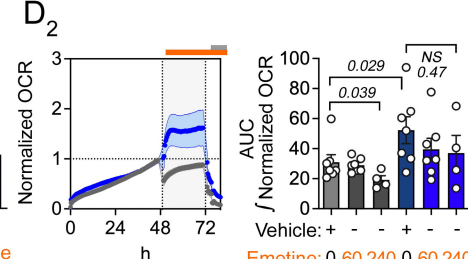 D2
3
2
1
0
Normalized OCR
0 24 48 72
h
e
AUC
∫ Normalized OCR
100
80
60
40
20
0
0.029
0.039
NS
0.47
Vehicle: + - - + - -
Emetine: 0 60 240 0 60 240